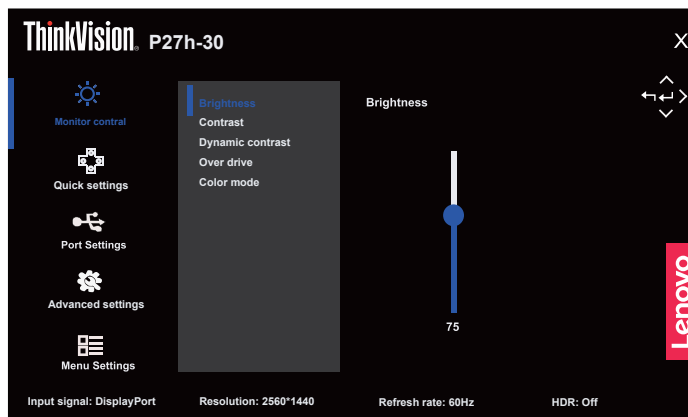 ThinkVision® P27h-30
X
Monitor contral
Quick settings
Port Settings
Advanced settings
Menu Settings
Brightness
Contrast
Dynamic contrast
Over drive
Color mode
Brightness
75
Lenovo
Input signal: DisplayPort
Resolution: 2560*1440
Refresh rate: 60Hz
HDR: Off